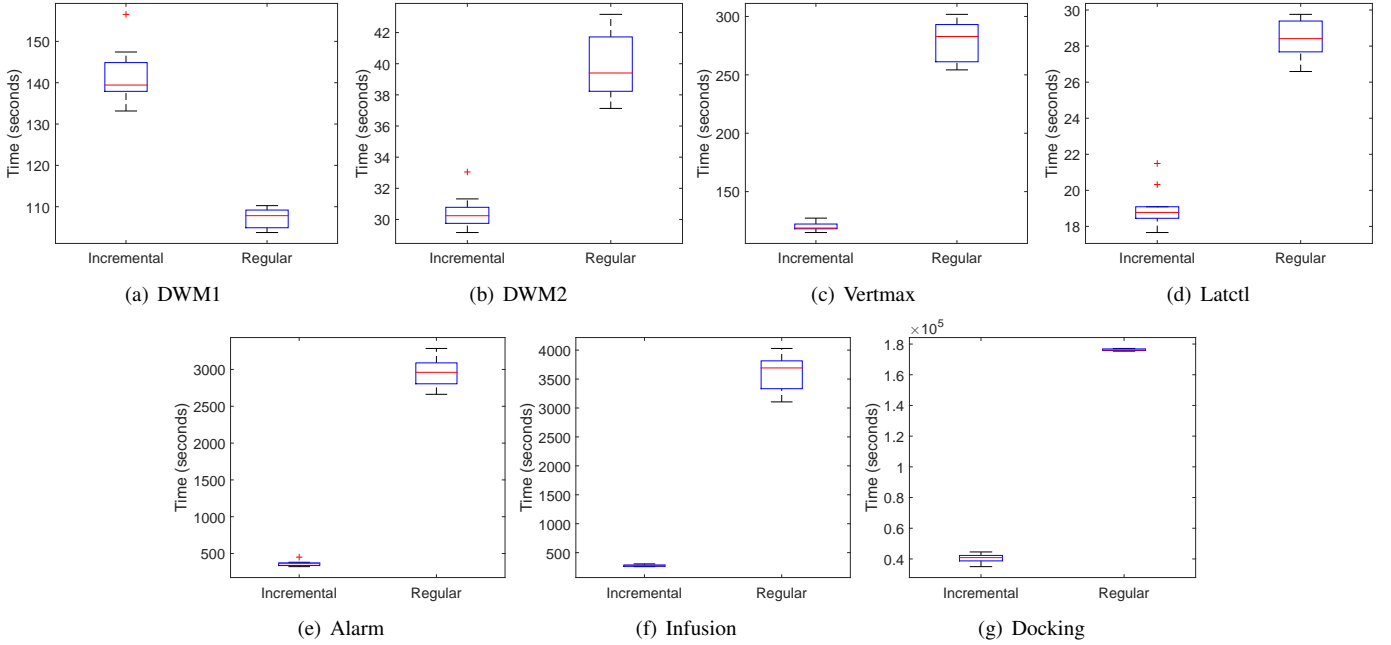 Time (seconds)
150
140
130
120
110
Incremental Regular
(a) DWM1
Time (seconds)
42
40
38
36
34
32
30
Incremental Regular
(b) DWM2
Time (seconds)
300
250
200
150
Incremental Regular
(c) Vertmax
Time (seconds)
30
28
26
24
22
20
18
Incremental Regular
(d) Latctl
Time (seconds)
3000
2500
2000
1500
1000
500
Incremental Regular
(e) Alarm
Time (seconds)
4000
3500
3000
2500
2000
1500
1000
500
Incremental Regular
(f) Infusion
×10⁵
Time (seconds)
1.8
1.6
1.4
1.2
1
0.8
0.6
0.4
Incremental Regular
(g) Docking